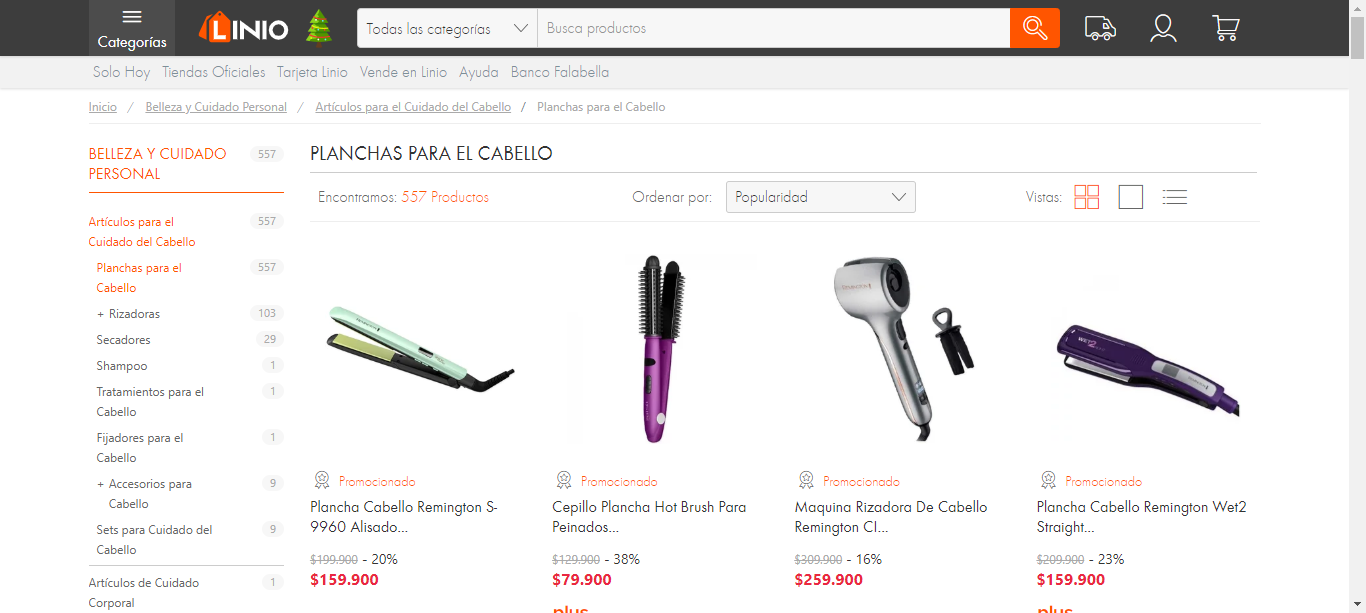 Categorías
LINIO
Todas las categorías
Busca productos
Solo Hoy Tiendas Oficiales Tarjeta Linio Vende en Linio Ayuda Banco Falabella
Inicio / Belleza y Cuidado Personal / Artículos para el Cuidado del Cabello / Planchas para el Cabello
BELLEZA Y CUIDADO 557
PERSONAL
Artículos para el 557
Cuidado del Cabello
Planchas para el 557
Cabello
+ Rizadoras 103
Secadores 29
Shampoo 1
Tratamientos para el 1
Cabello
Fijadores para el 1
Cabello
+ Accesorios para 9
Cabello
Sets para Cuidado del 9
Cabello
Artículos de Cuidado 1
Corporal
PLANCHAS PARA EL CABELLO
Encontramos: 557 Productos
Ordenar por: Popularidad
Vistas:
Promocionado
Plancha Cabello Remington S-
9960 Alisado...
$199.900 - 20%
$159.900
Promocionado
Cepillo Plancha Hot Brush Para
Peinados...
$129.900 - 38%
$79.900
plus
Promocionado
Maquina Rizadora De Cabello
Remington CI...
$309.900 - 16%
$259.900
WET2
Promocionado
Plancha Cabello Remington Wet2
Straight...
$209.900 - 23%
$159.900
plus